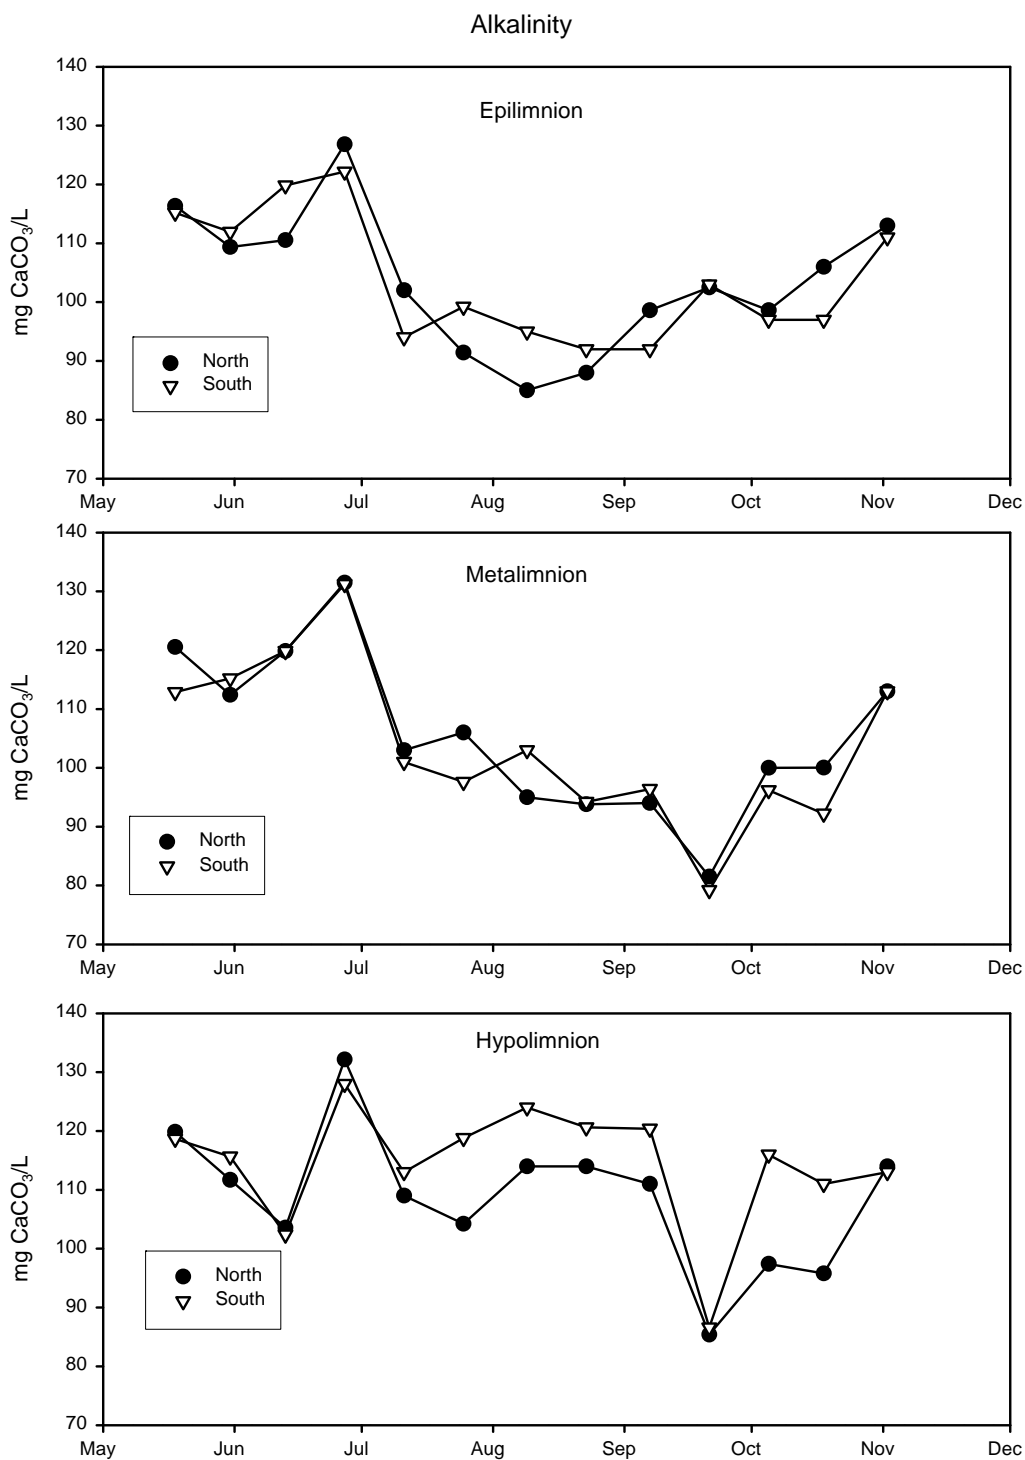 Alkalinity
Epilimnion
mg CaCO₃/L
140
130
120
110
100
90
80
70
North
South
May Jun Jul Aug Sep Oct Nov Dec
Metalimnion
mg CaCO₃/L
140
130
120
110
100
90
80
70
North
South
May Jun Jul Aug Sep Oct Nov Dec
Hypolimnion
mg CaCO₃/L
140
130
120
110
100
90
80
70
North
South
May Jun Jul Aug Sep Oct Nov Dec